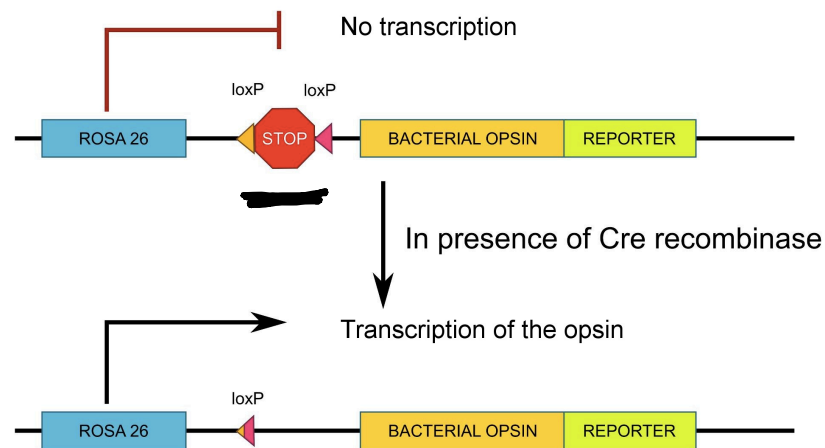 No transcription
loxP loxP
ROSA 26 STOP BACTERIAL OPSIN REPORTER
In presence of Cre recombinase
Transcription of the opsin
loxP
ROSA 26 BACTERIAL OPSIN REPORTER